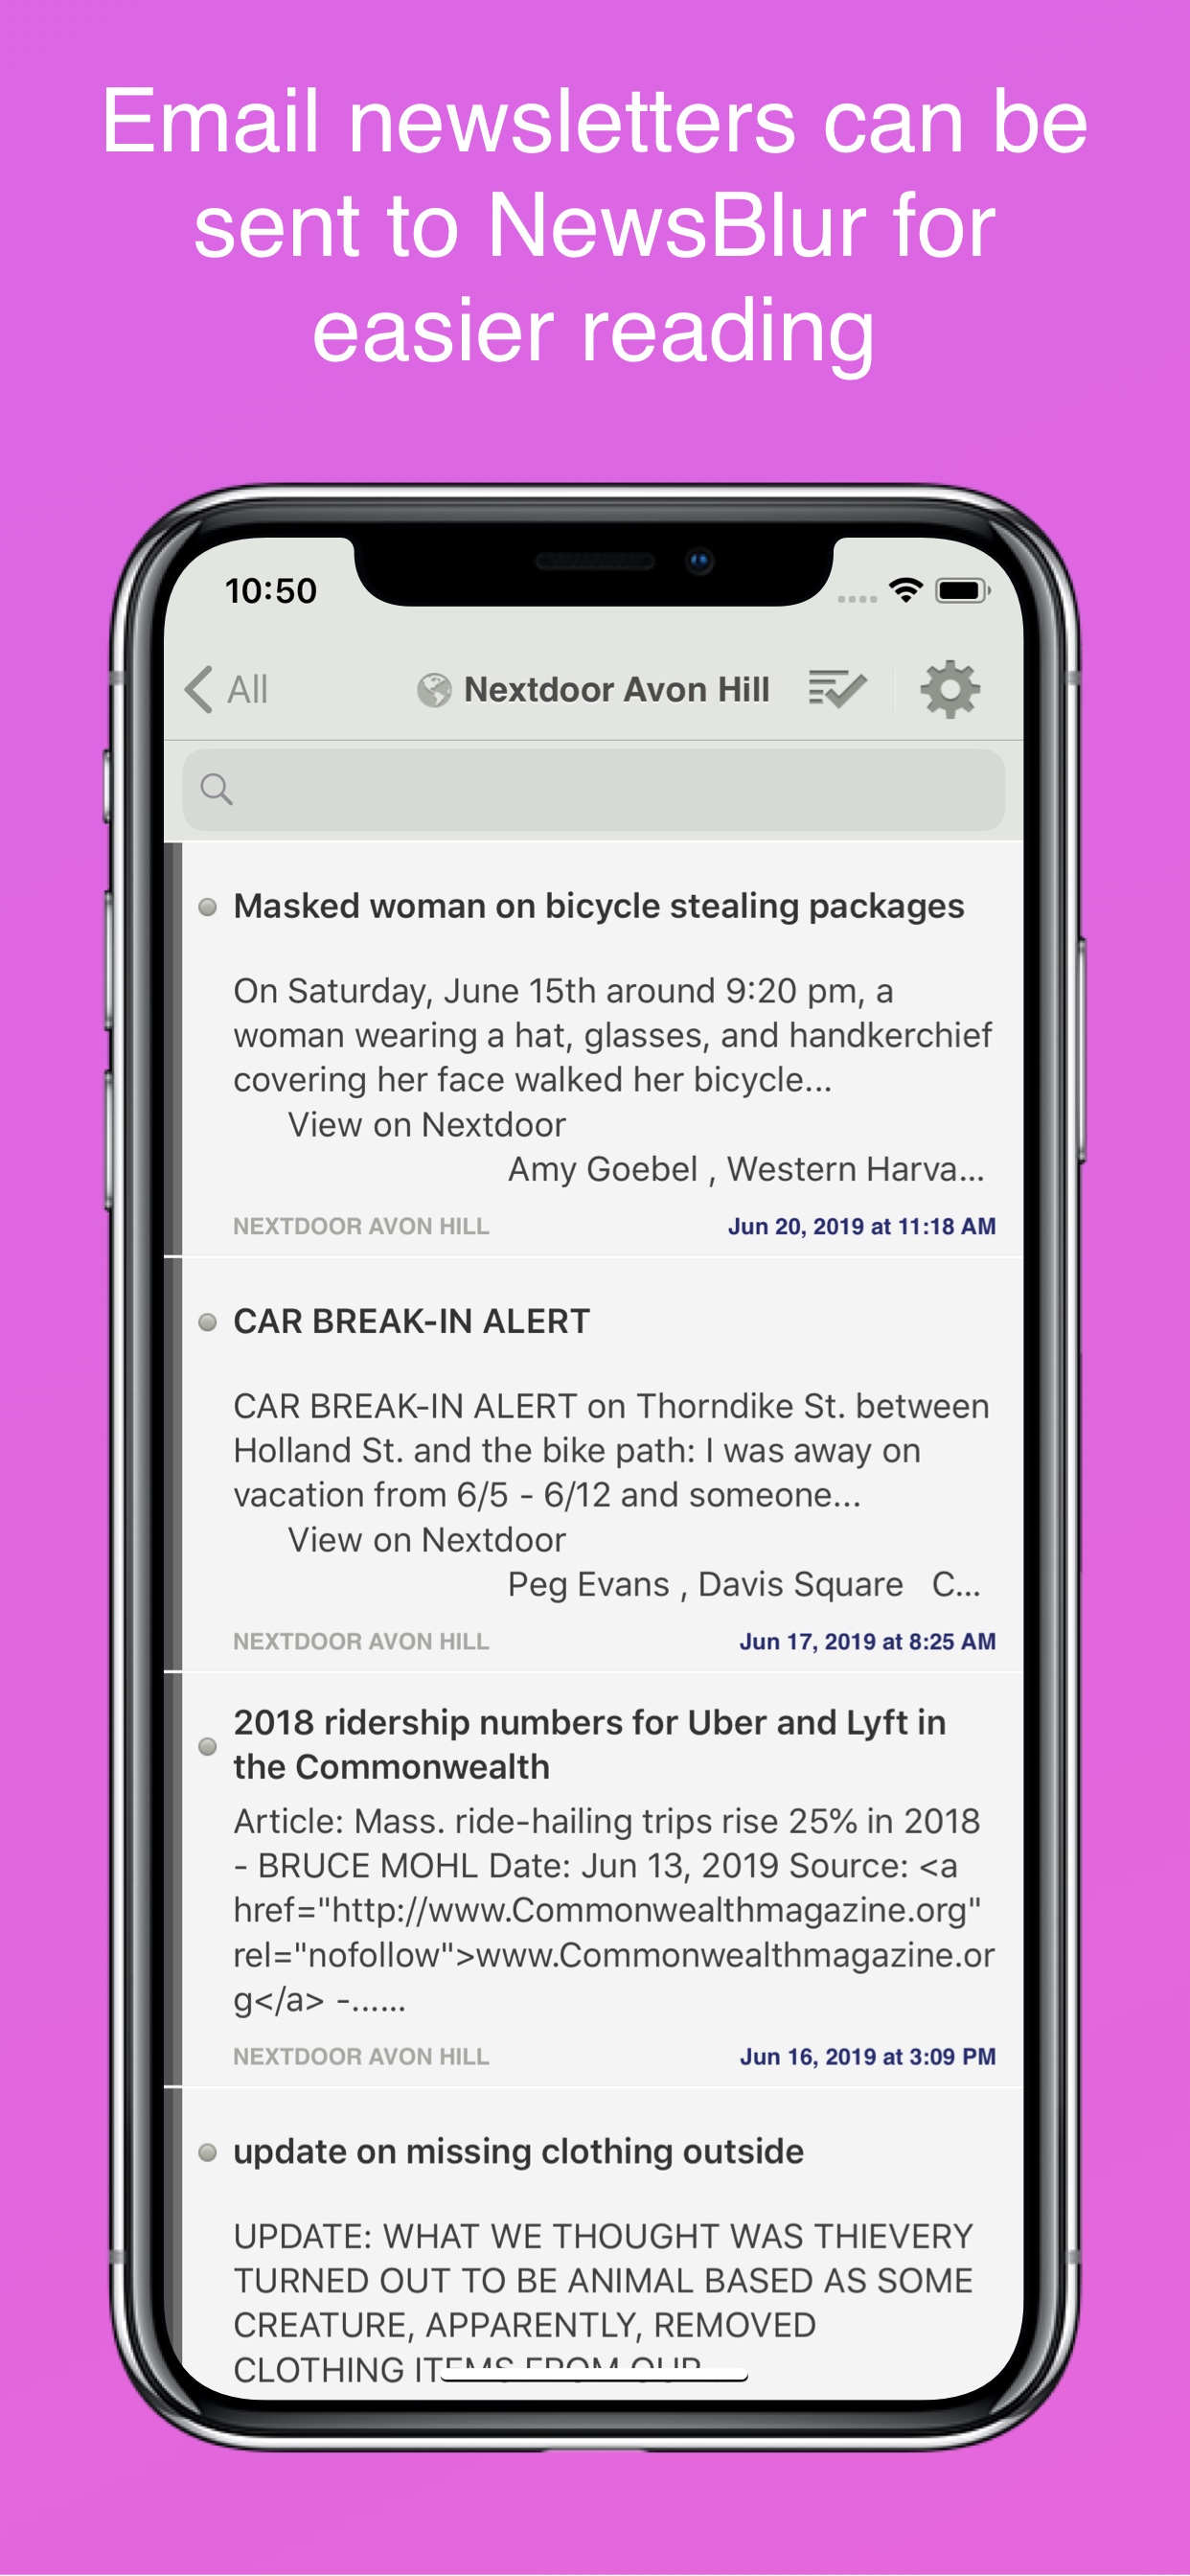 Email newsletters can be
sent to NewsBlur for
easier reading
10:50
All
Nextdoor Avon Hill
Masked woman on bicycle stealing packages
On Saturday, June 15th around 9:20 pm, a
woman wearing a hat, glasses, and handkerchief
covering her face walked her bicycle...
View on Nextdoor
Amy Goebel , Western Harva...
NEXTDOOR AVON HILL Jun 20, 2019 at 11:18 AM
CAR BREAK-IN ALERT
CAR BREAK-IN ALERT on Thorndike St. between
Holland St. and the bike path: I was away on
vacation from 6/5 - 6/12 and someone...
View on Nextdoor
Peg Evans , Davis Square C...
NEXTDOOR AVON HILL Jun 17, 2019 at 8:25 AM
2018 ridership numbers for Uber and Lyft in
the Commonwealth
Article: Mass. ride-hailing trips rise 25% in 2018
- BRUCE MOHL Date: Jun 13, 2019 Source: <a
href="http://www.Commonwealthmagazine.org"
rel="nofollow">www.Commonwealthmagazine.or
g</a> -......
NEXTDOOR AVON HILL Jun 16, 2019 at 3:09 PM
update on missing clothing outside
UPDATE: WHAT WE THOUGHT WAS THIEVERY
TURNED OUT TO BE ANIMAL BASED AS SOME
CREATURE, APPARENTLY, REMOVED
CLOTHING ITEMS FROM OUR